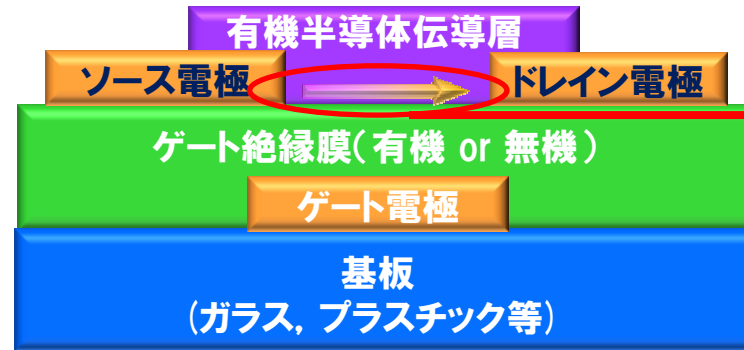 有機半導体伝導層
ソース電極
ドレイン電極
ゲート絶縁膜(有機 or 無機)
ゲート電極
基板
(ガラス, プラスチック等)